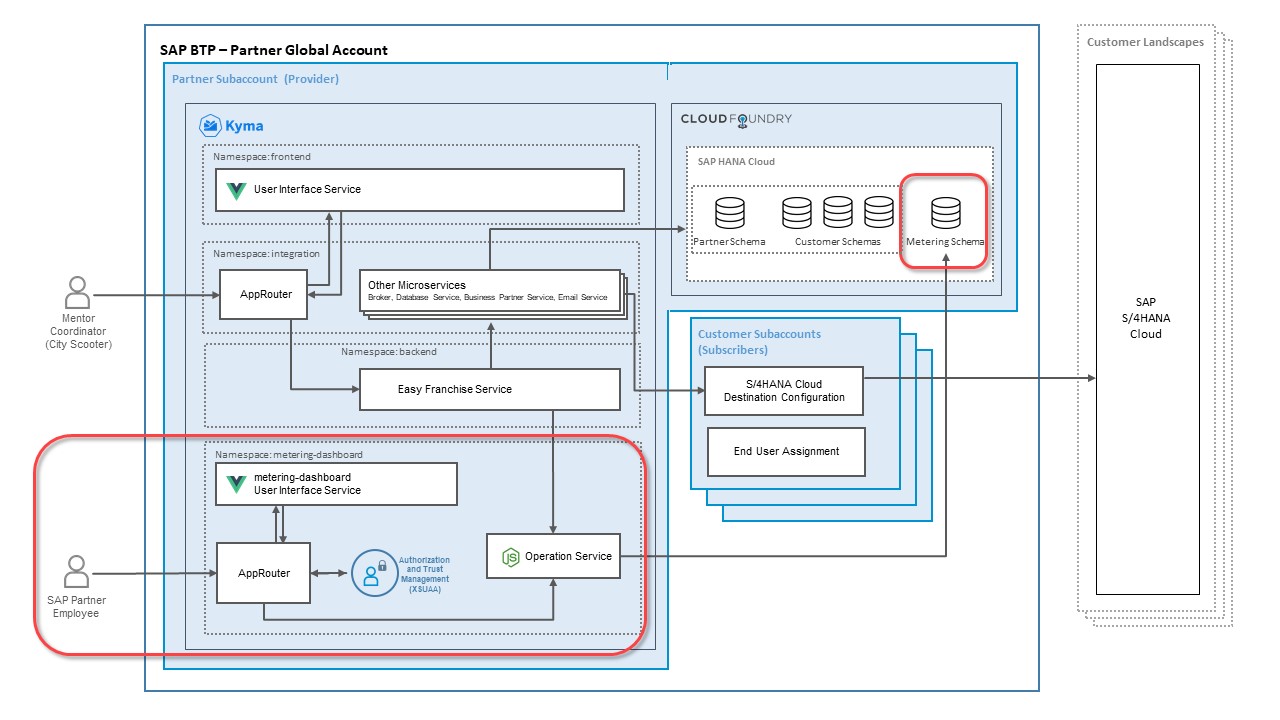 SAP BTP – Partner Global Account
Customer Landscapes
Partner Subaccount (Provider)
Kyma
CLOUD FOUNDRY
Namespace: frontend
User Interface Service
SAP HANA Cloud
Partner Schema
Customer Schemas
Metering Schema
Namespace: integration
AppRouter
Other Microservices
Broker, Database Service, Business Partner Service, Email Service
Mentor
Coordinator
(City Scooter)
SAP
S/4HANA
Cloud
Namespace: backend
Easy Franchise Service
Customer Subaccounts
(Subscribers)
S/4HANA Cloud
Destination Configuration
End User Assignment
Namespace: metering-dashboard
metering-dashboard
User Interface Service
AppRouter
Authorization
and Trust
Management
(XSUAA)
JS
Operation Service
SAP Partner
Employee